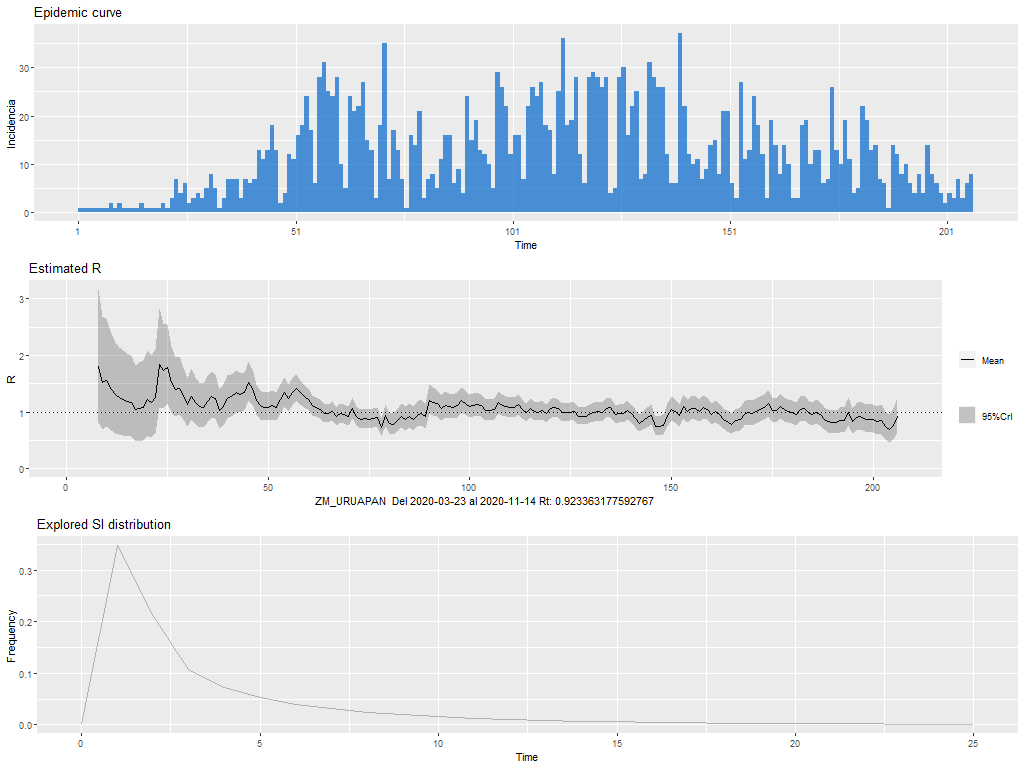 Epidemic curve
Incidencia
30
20
10
0
1
51
101
151
201
Time
Estimated R
R
3
2
1
0
0
50
100
150
200
Mean
95%CrI
ZM_URUAPAN Del 2020-03-23 al 2020-11-14 Rt: 0.923363177592767
Explored SI distribution
Frequency
0.3
0.2
0.1
0.0
0
5
10
15
20
25
Time